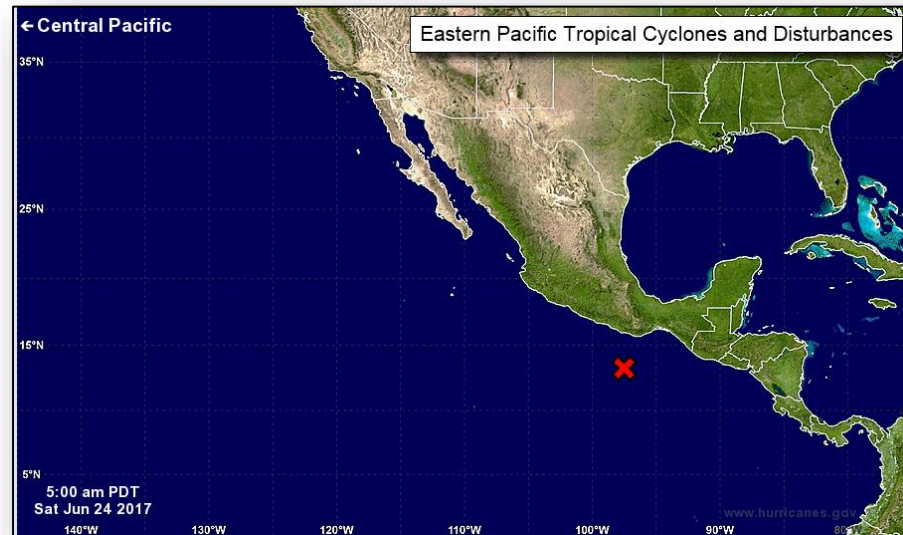 ← Central Pacific
Eastern Pacific Tropical Cyclones and Disturbances
35°N
25°N
15°N
5°N
5:00 am PDT
Sat Jun 24 2017
www.hurricanes.gov
140°W 130°W 120°W 110°W 100°W 90°W 80°W